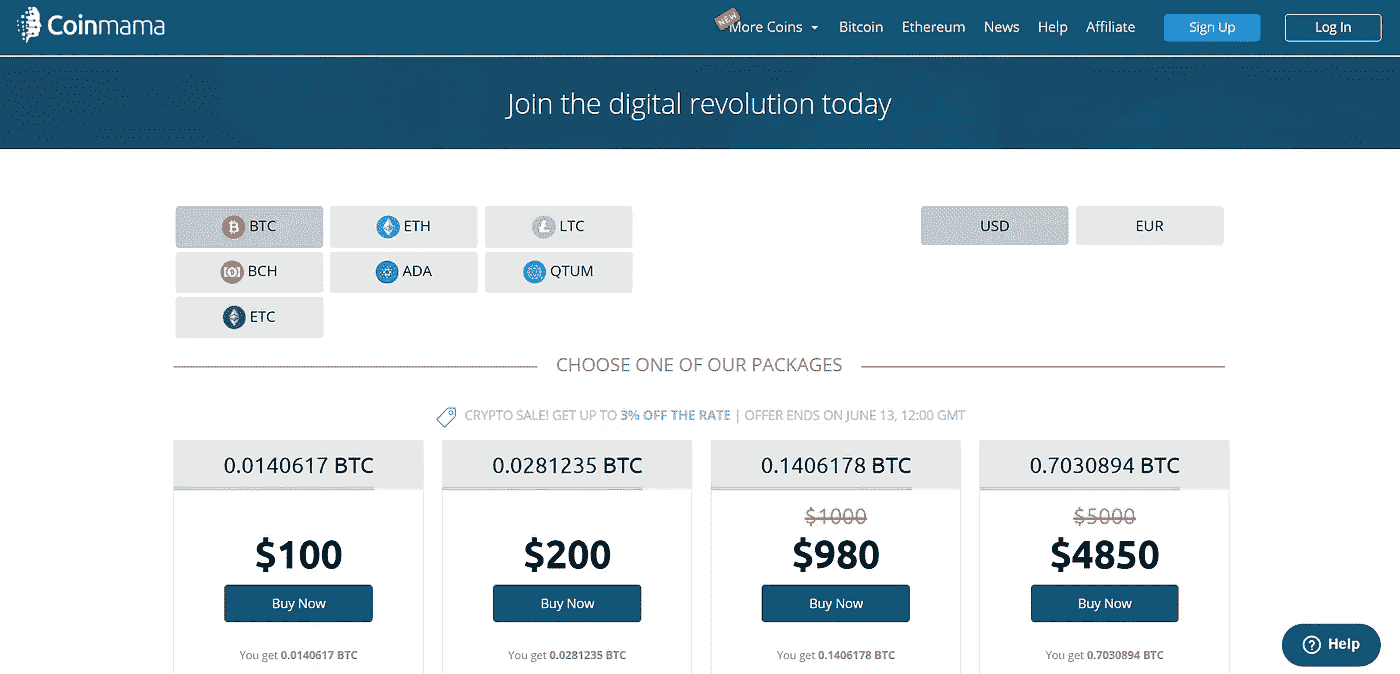 Coinmama
NEW More Coins Bitcoin Ethereum News Help Affiliate Sign Up Log In
Join the digital revolution today
BTC ETH LTC USD EUR
BCH ADA QTUM
ETC
CHOOSE ONE OF OUR PACKAGES
CRYPTO SALE! GET UP TO 3% OFF THE RATE | OFFER ENDS ON JUNE 13, 12:00 GMT
0.0140617 BTC 0.0281235 BTC 0.1406178 BTC 0.7030894 BTC
$1000 $5000
$100 $200 $980 $4850
Buy Now Buy Now Buy Now Buy Now
You get 0.0140617 BTC You get 0.0281235 BTC You get 0.1406178 BTC You get 0.7030894 BTC
Help